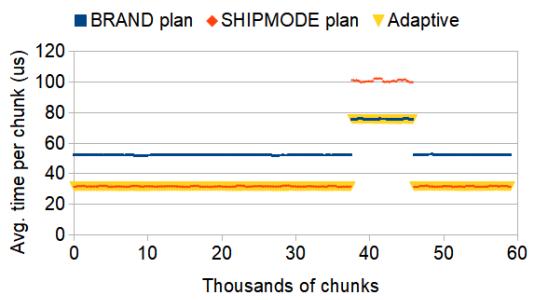 BRAND plan SHIPMODE plan Adaptive
Avg. time per chunk (us)
120
100
80
60
40
20
0
0 10 20 30 40 50 60
Thousands of chunks